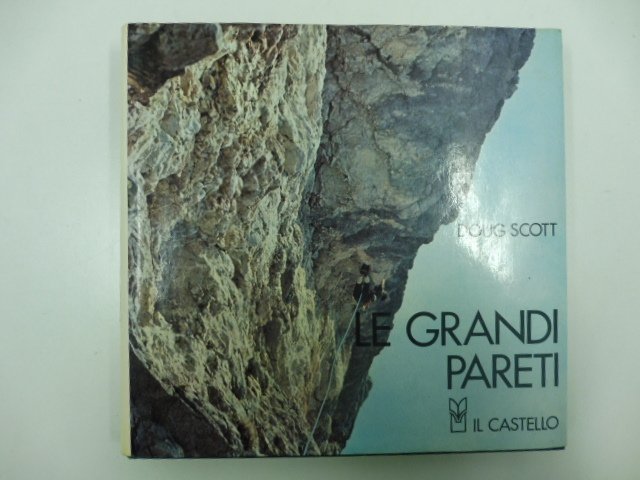 DOUG SCOTT
LE GRANDI
PARETI
IL CASTELLO